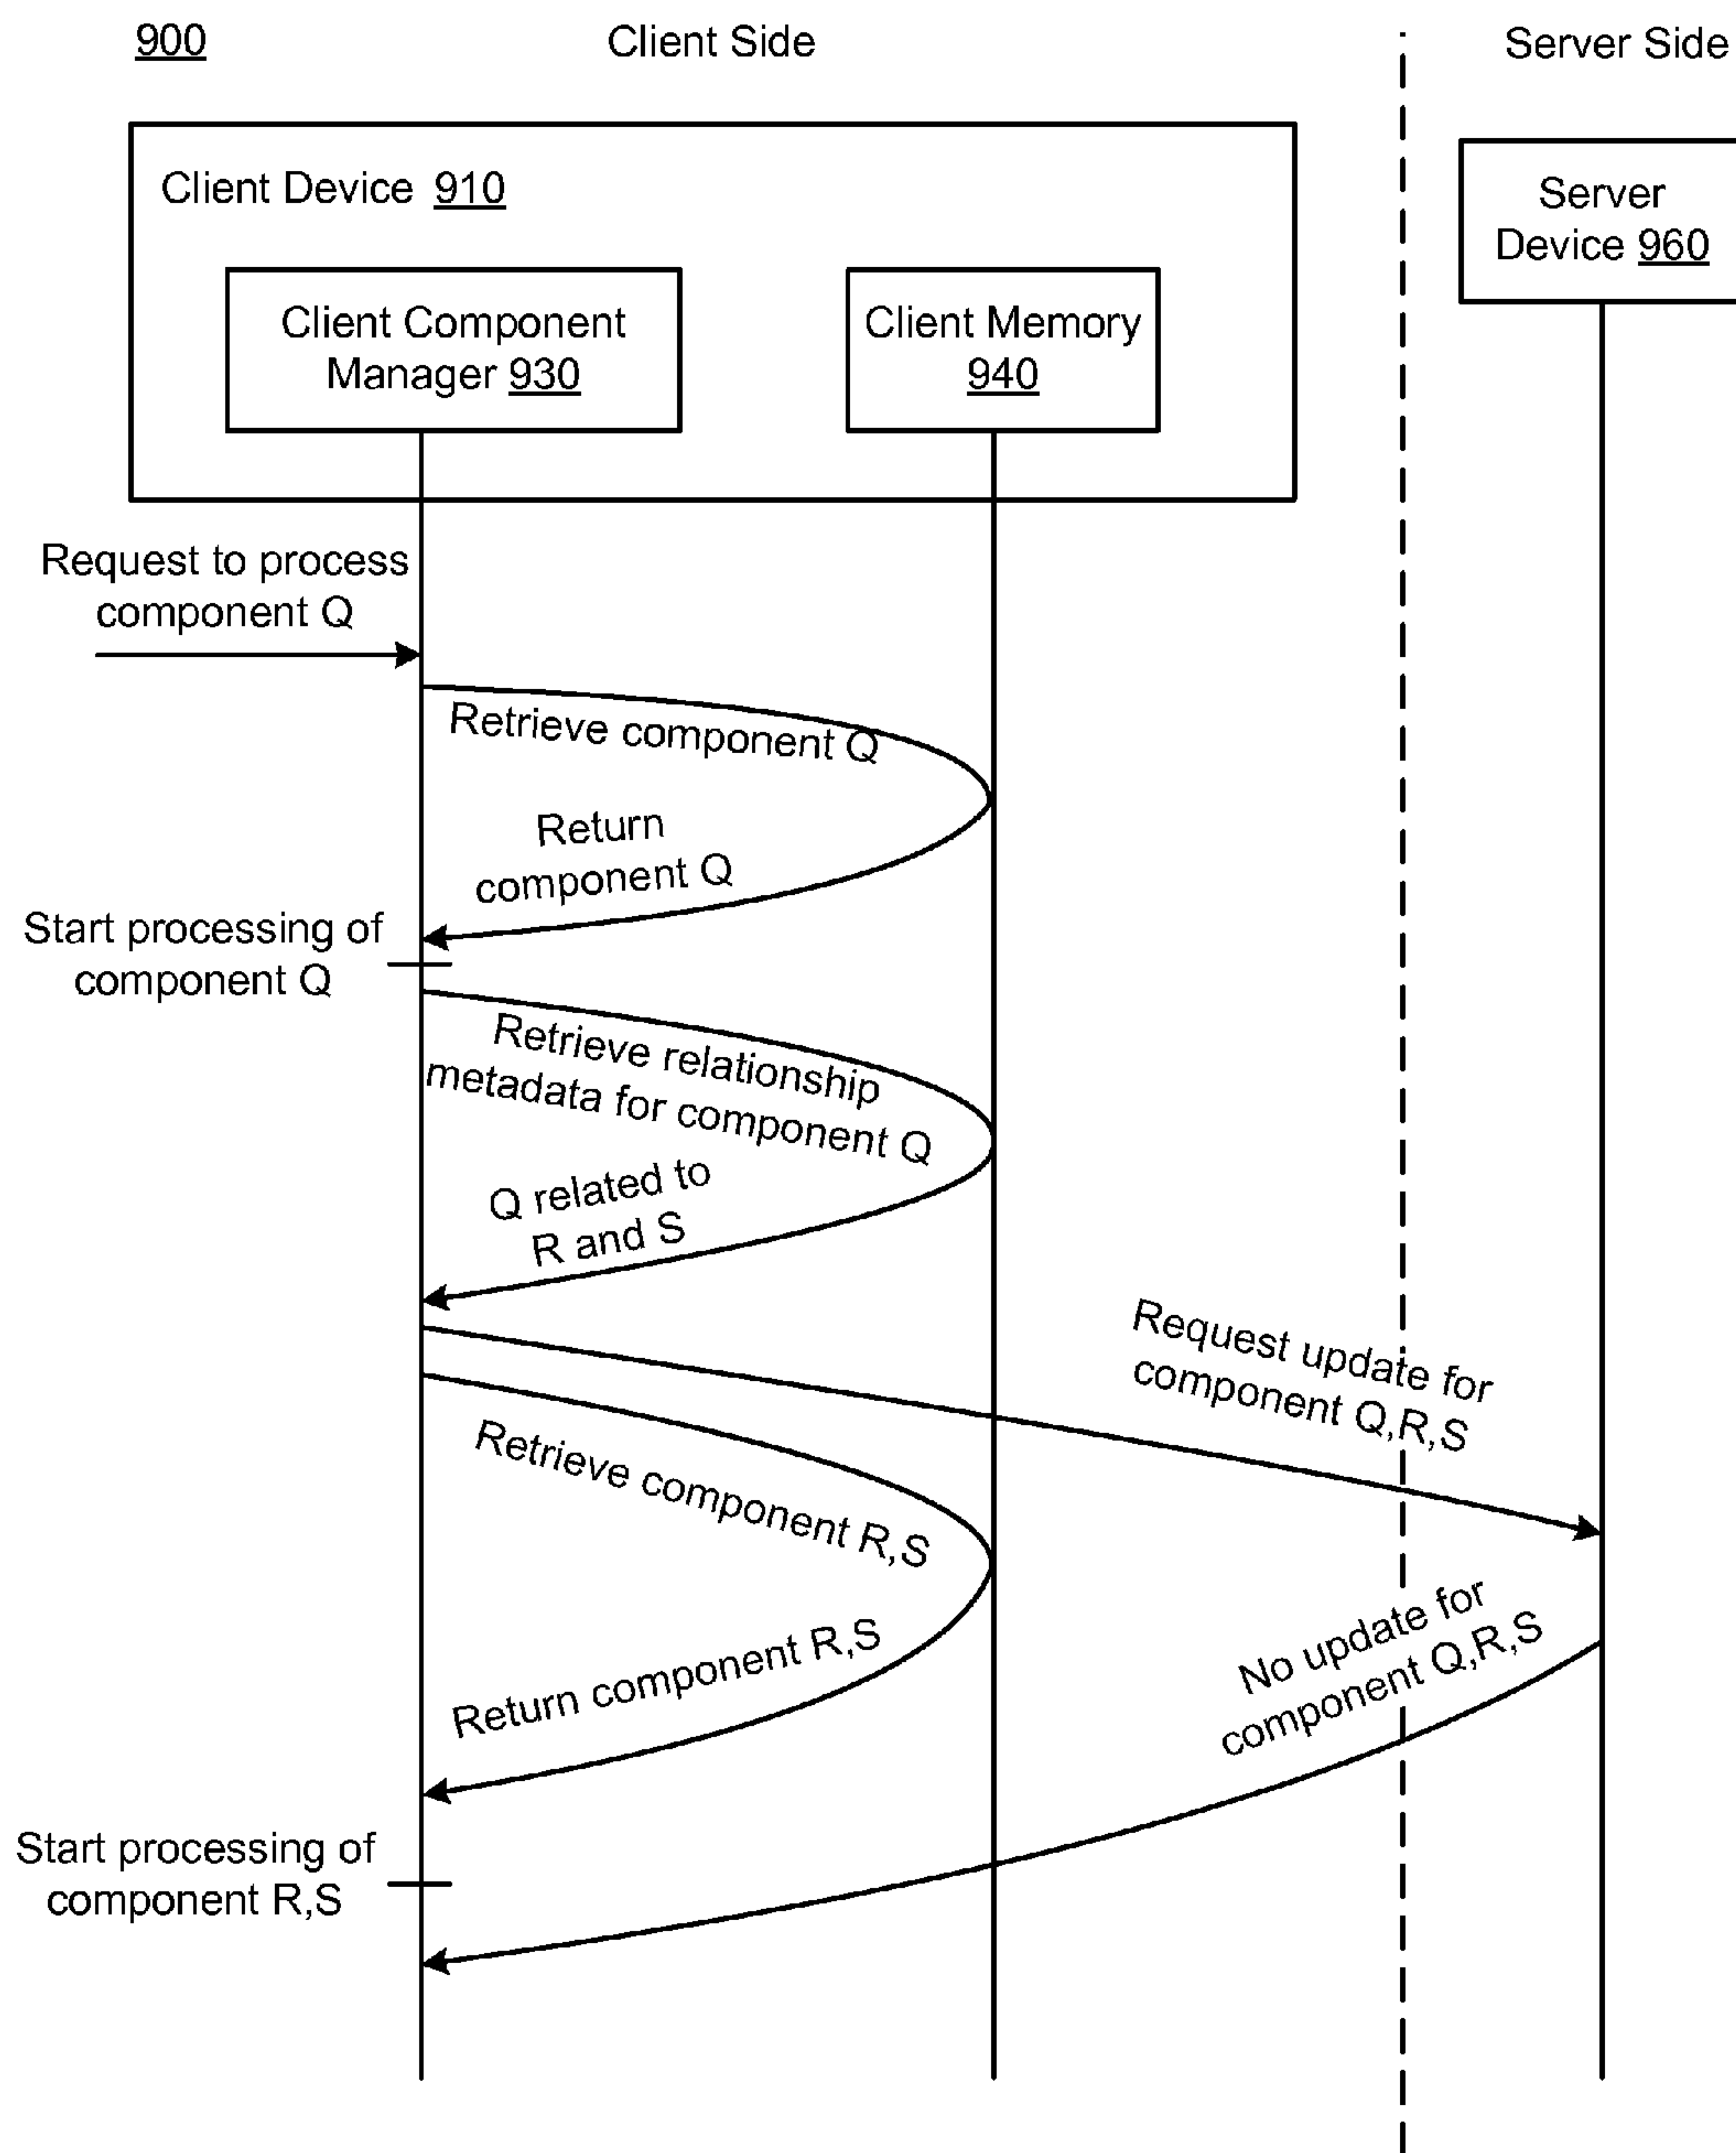 900
Client Side
Server Side
Client Device 910
Server
Device 960
Client Component
Manager 930
Client Memory
940
Request to process
component Q
Retrieve component Q
Return
component Q
Start processing of
component Q
Retrieve relationship
metadata for component Q
Q related to
R and S
Request update for
component Q,R,S
Retrieve component R,S
No update for
component Q,R,S
Return component R,S
Start processing of
component R,S